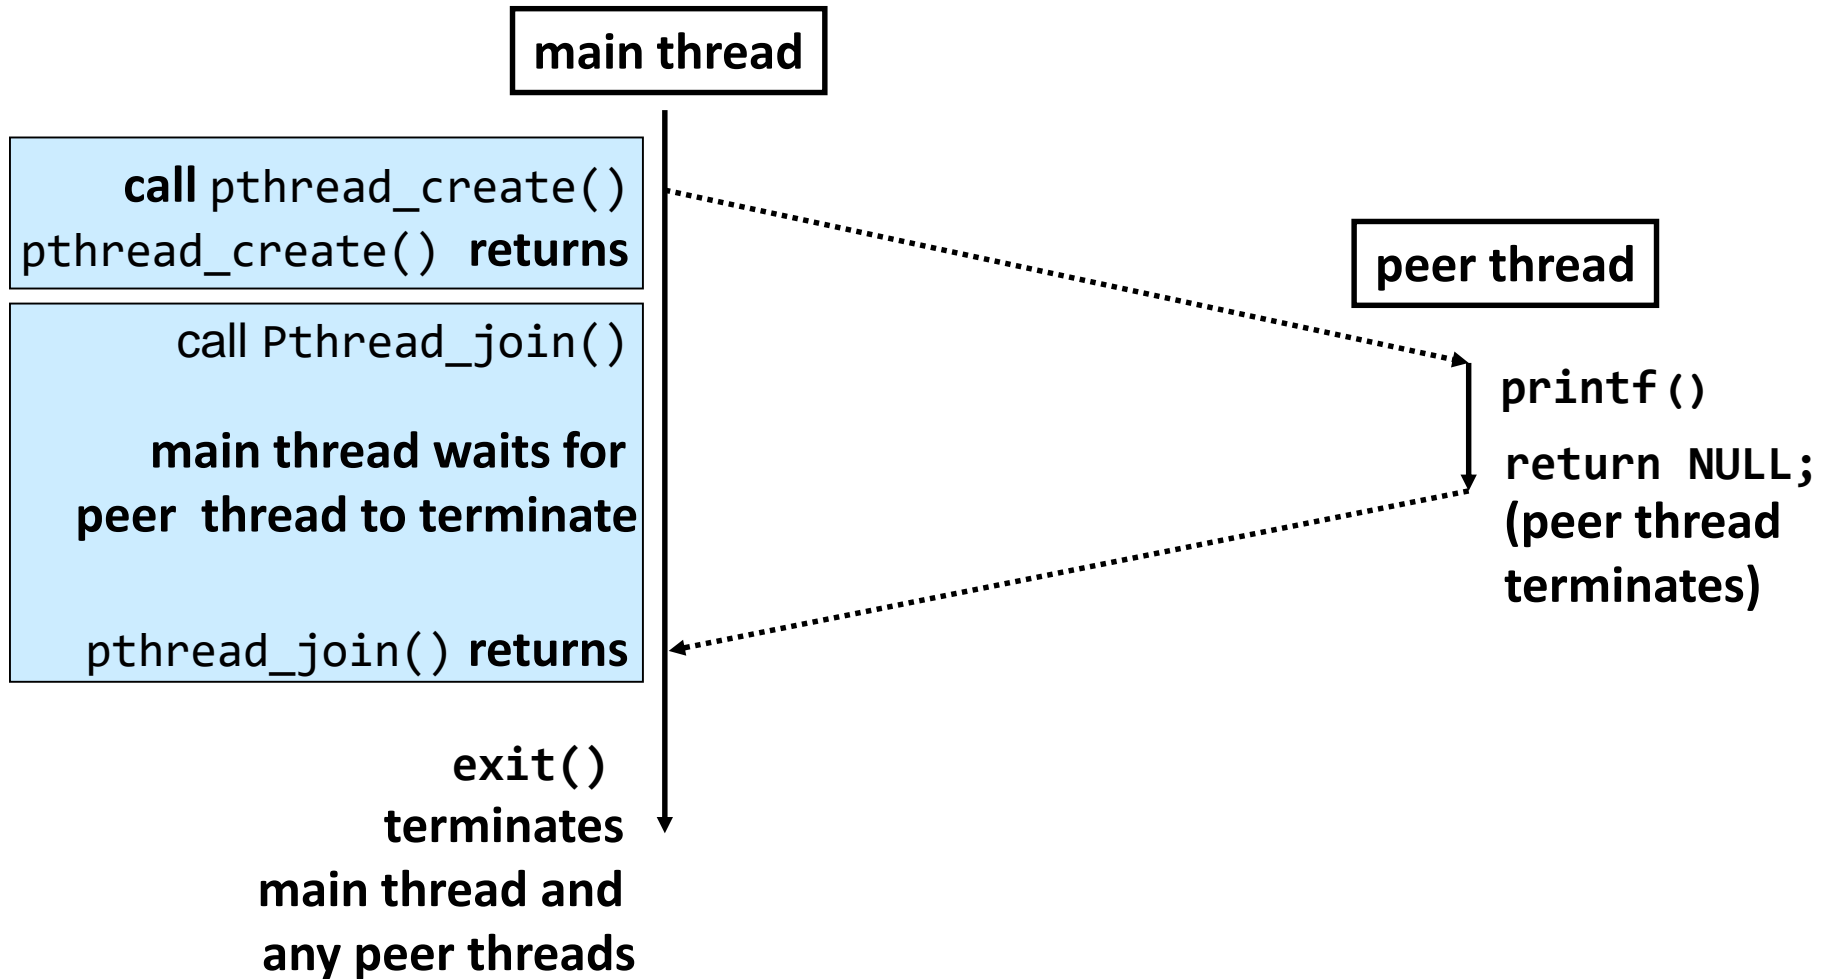 main thread
call pthread_create()
pthread_create() returns
call Pthread_join()
main thread waits for
peer thread to terminate
pthread_join() returns
exit()
terminates
main thread and
any peer threads
peer thread
printf()
return NULL;
(peer thread
terminates)